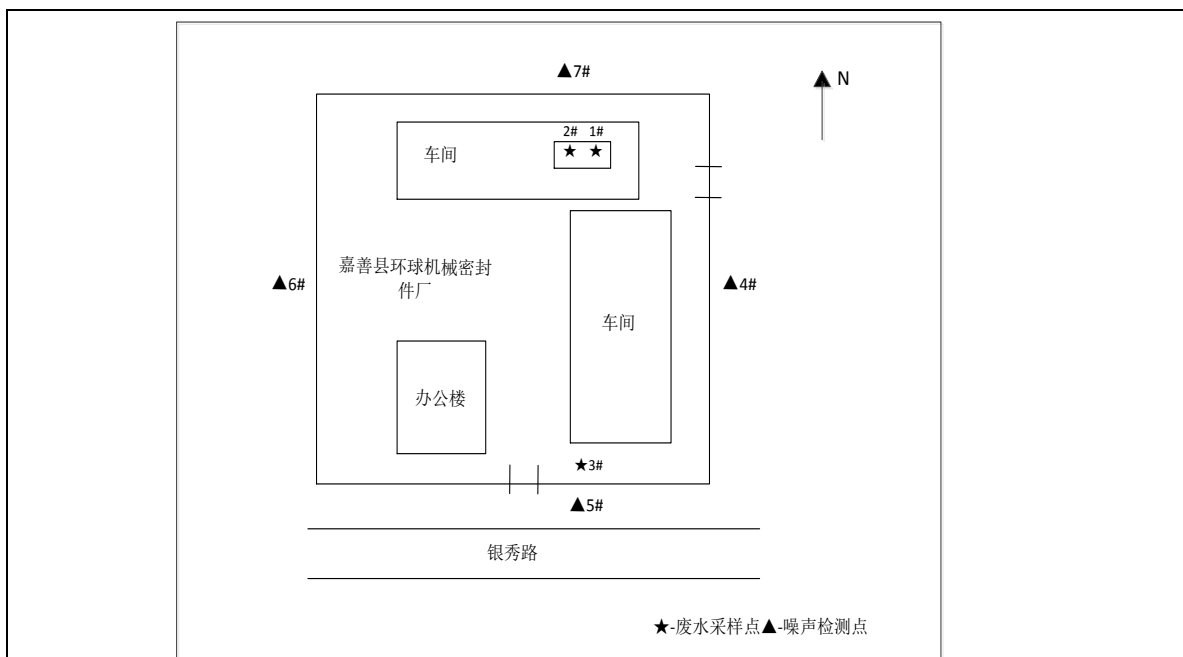 ▲7#
N
2# 1#
★ ★
车间
嘉善县环球机械密封
件厂
▲6#
▲4#
车间
办公楼
★3#
▲5#
银秀路
★-废水采样点▲-噪声检测点